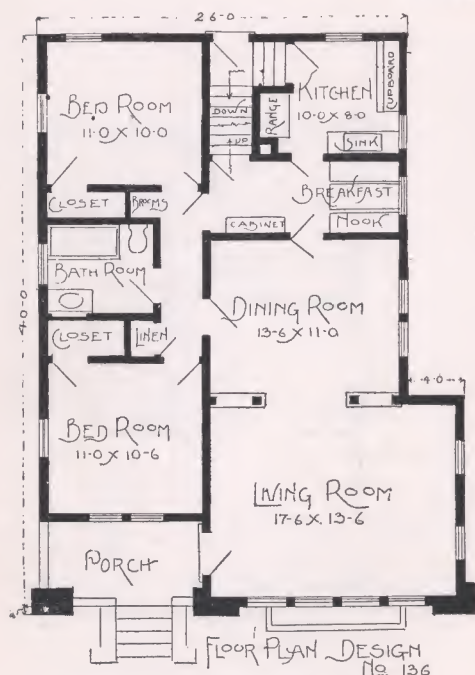 26-0
BED ROOM
11-0 X 10-0
DOWN
UP
KITCHEN
10-0 X 8-0
RANGE
CUPBOARD
SINK
BREAKFAST
NOOK
CLOSET
BROOMS
CABINET
BATH ROOM
40-0
DINING ROOM
13-6 X 11-0
CLOSET
LINEN
4-0
BED ROOM
11-0 X 10-6
LIVING ROOM
17-6 X 13-6
PORCH
FLOOR PLAN DESIGN
No. 136